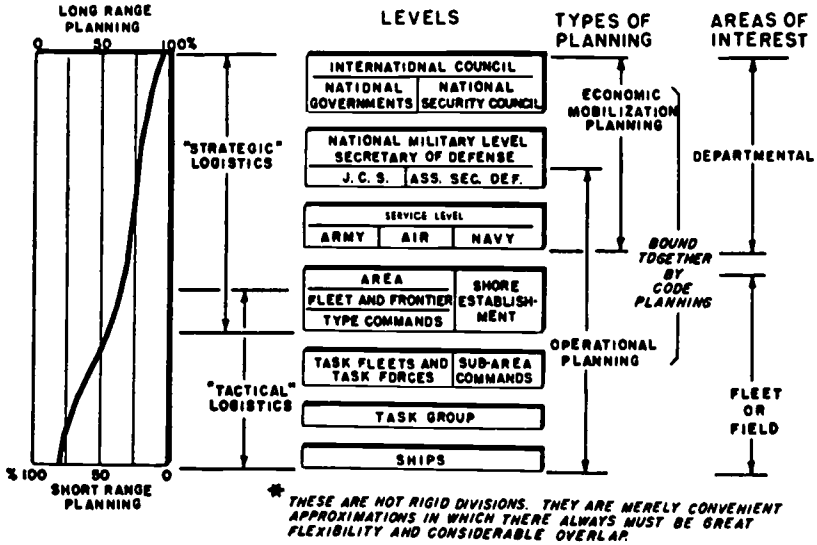 LONG RANGE
PLANNING
0 50 100%
LEVELS
TYPES OF
PLANNING
AREAS OF
INTEREST
INTERNATIONAL COUNCIL
NATIONAL
GOVERNMENTS
NATIONAL
SECURITY COUNCIL
ECONOMIC
MOBILIZATION
PLANNING
"STRATEGIC"
LOGISTICS
NATIONAL MILITARY LEVEL
SECRETARY OF DEFENSE
J.C.S. ASS. SEC. DEF.
DEPARTMENTAL
SERVICE LEVEL
ARMY AIR NAVY
BOUND
TOGETHER
BY
CODE
PLANNING
AREA
FLEET AND FRONTIER
TYPE COMMANDS
SHORE
ESTABLISH-
MENT
OPERATIONAL
PLANNING
TASK FLEETS AND
TASK FORCES
SUB-AREA
COMMANDS
"TACTICAL"
LOGISTICS
TASK GROUP
FLEET
OR
FIELD
SHIPS
% 100 50 0
SHORT RANGE
PLANNING
* THESE ARE NOT RIGID DIVISIONS. THEY ARE MERELY CONVENIENT
APPROXIMATIONS IN WHICH THERE ALWAYS MUST BE GREAT
FLEXIBILITY AND CONSIDERABLE OVERLAP.